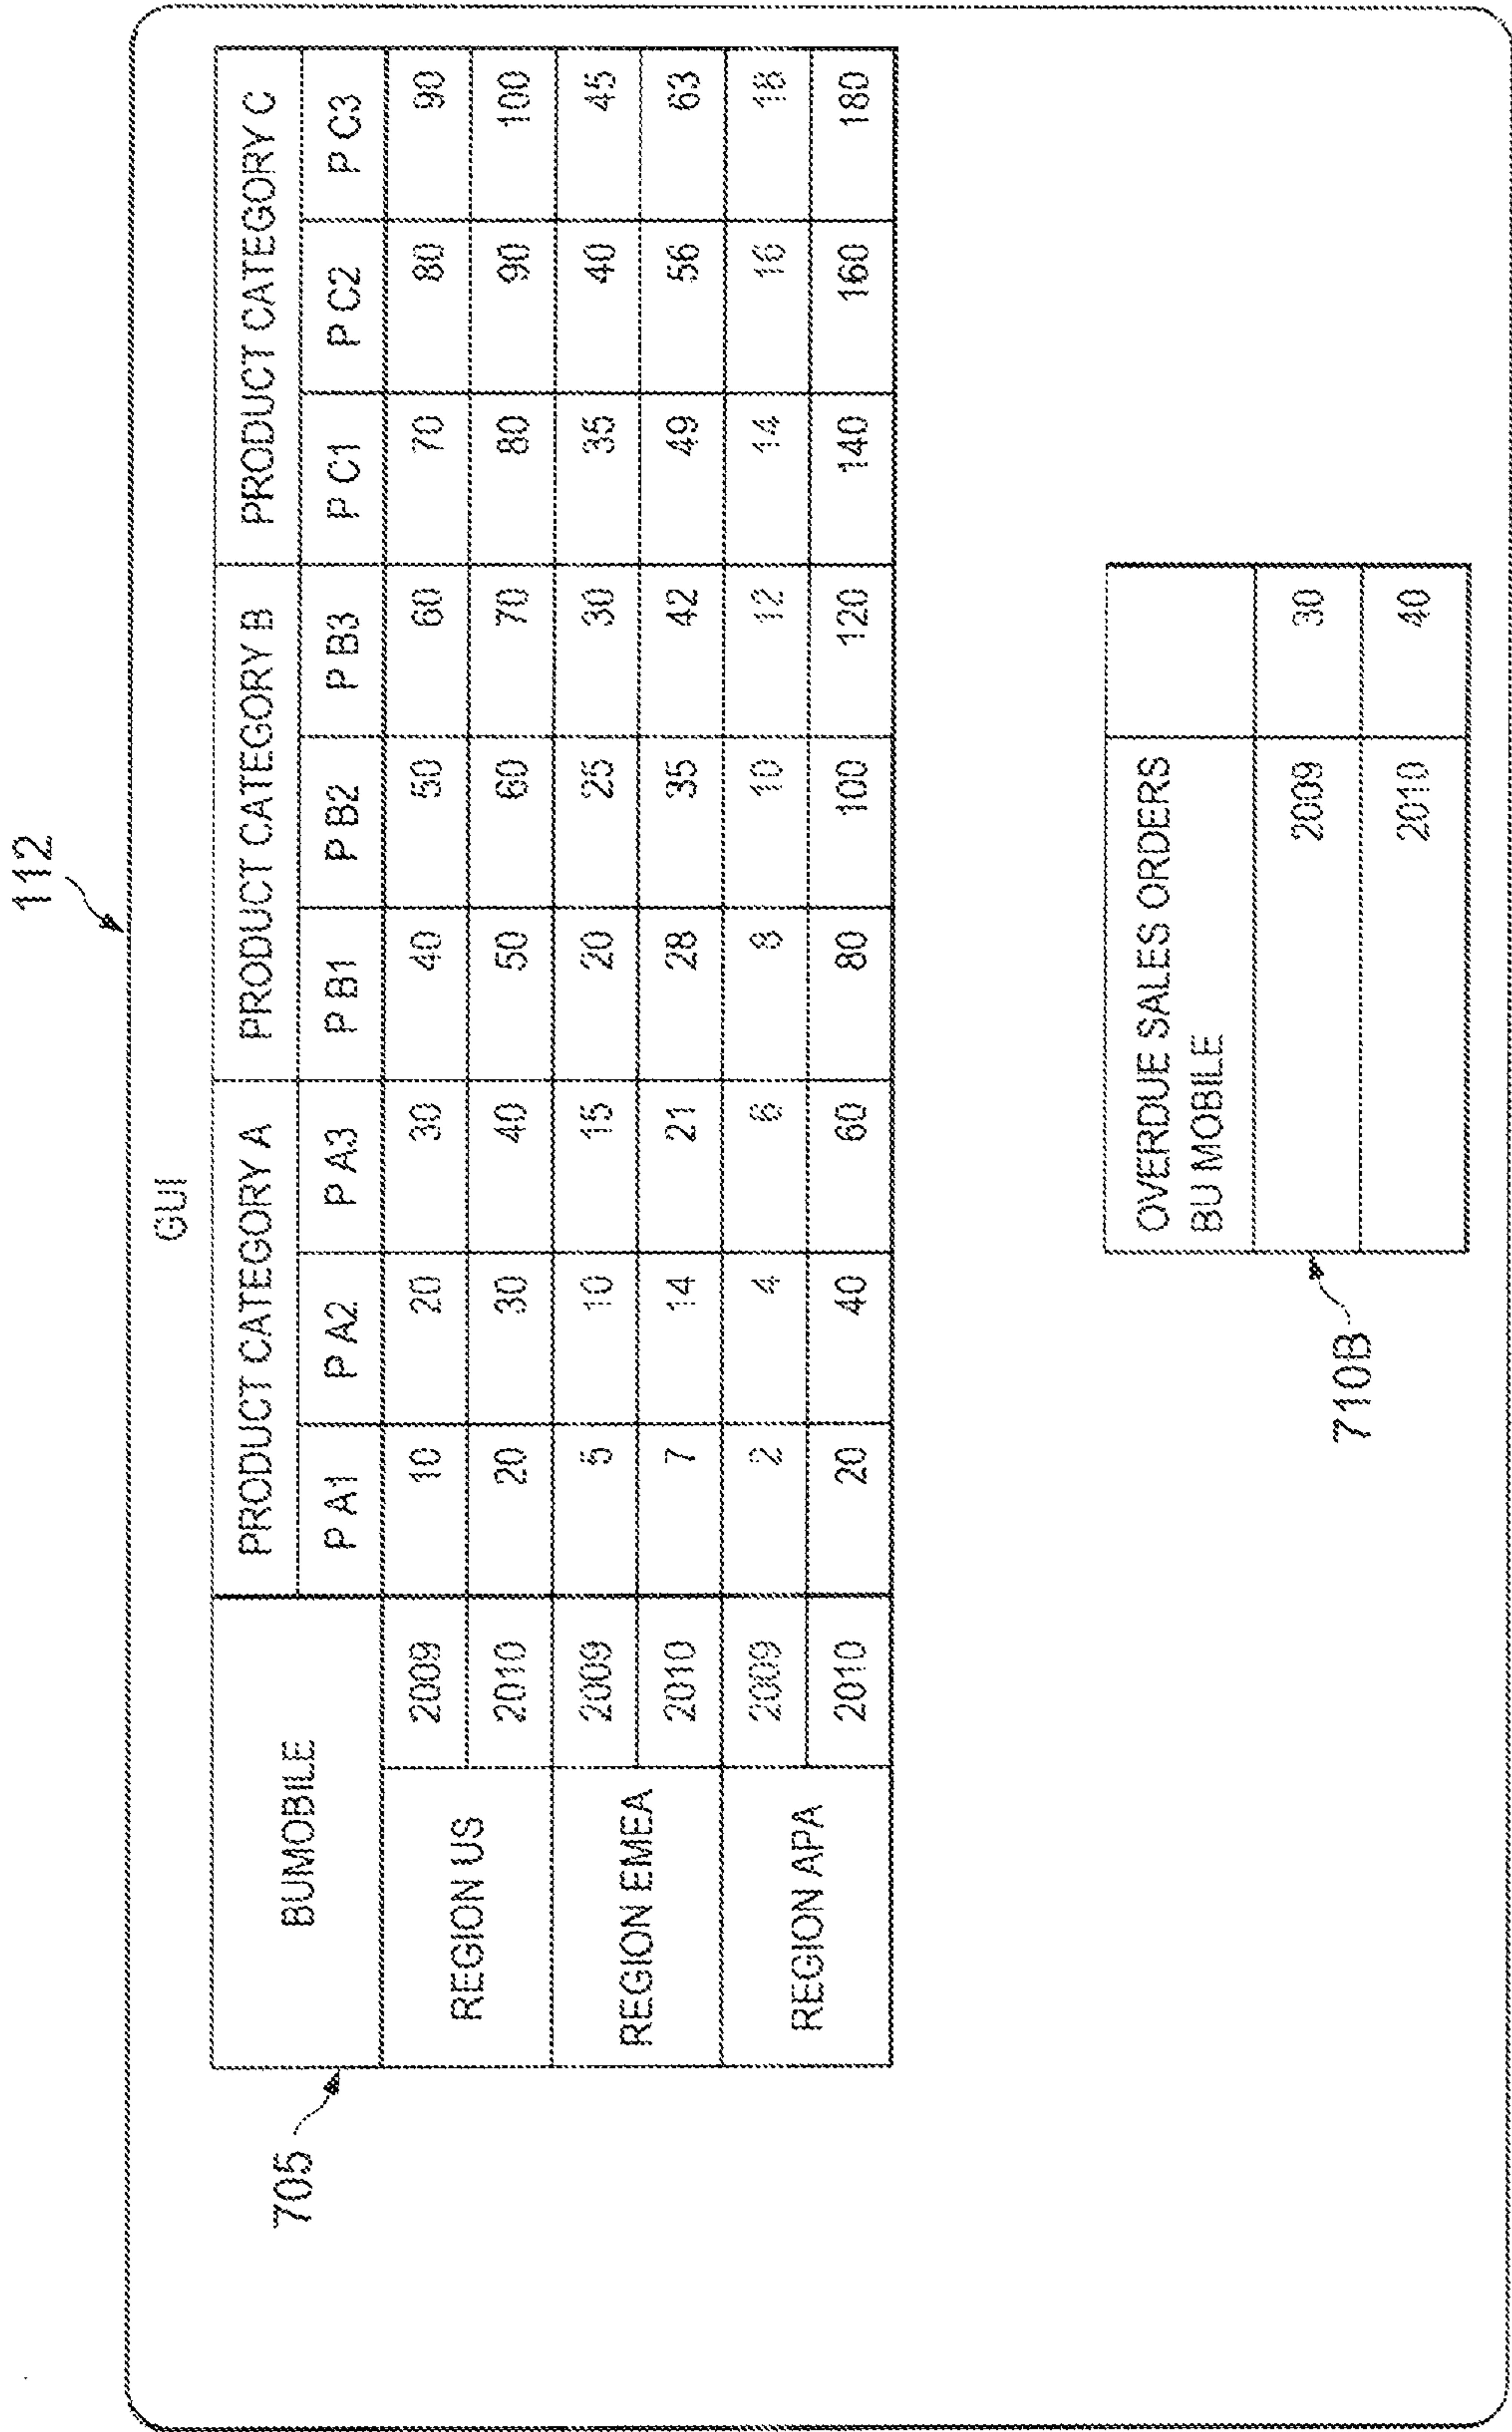 112
GUI
705
BUMOBILE PRODUCT CATEGORY A PRODUCT CATEGORY B PRODUCT CATEGORY C
P A1 P A2 P A3 P B1 P B2 P B3 P C1 P C2 P C3
REGION US 2009 10 20 30 40 50 60 70 80 90
2010 20 30 40 50 60 70 80 90 100
REGION EMEA 2009 5 10 15 20 25 30 35 40 45
2010 7 14 21 28 35 42 49 56 63
REGION APA 2009 2 4 6 8 10 12 14 16 18
2010 20 40 60 80 100 120 140 160 180
710B
OVERDUE SALES ORDERS
BU MOBILE
2009 30
2010 40